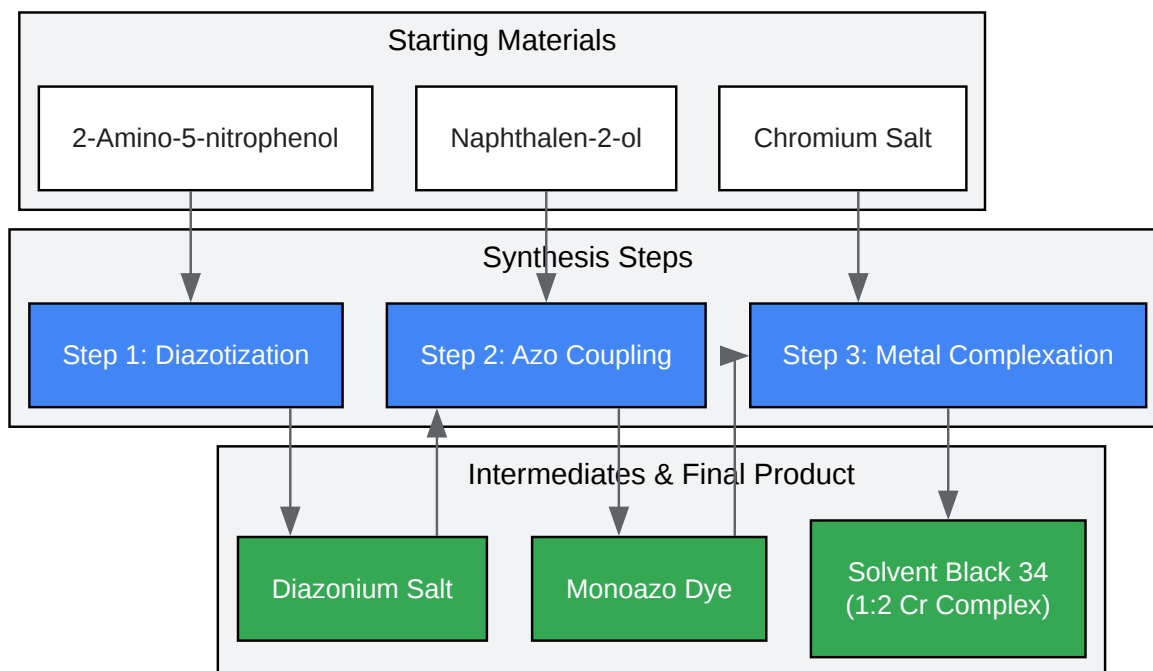 Starting Materials
2-Amino-5-nitrophenol
Naphthalen-2-ol
Chromium Salt
Synthesis Steps
Step 1: Diazotization
Step 2: Azo Coupling
Step 3: Metal Complexation
Intermediates & Final Product
Diazonium Salt
Monoazo Dye
Solvent Black 34
(1:2 Cr Complex)